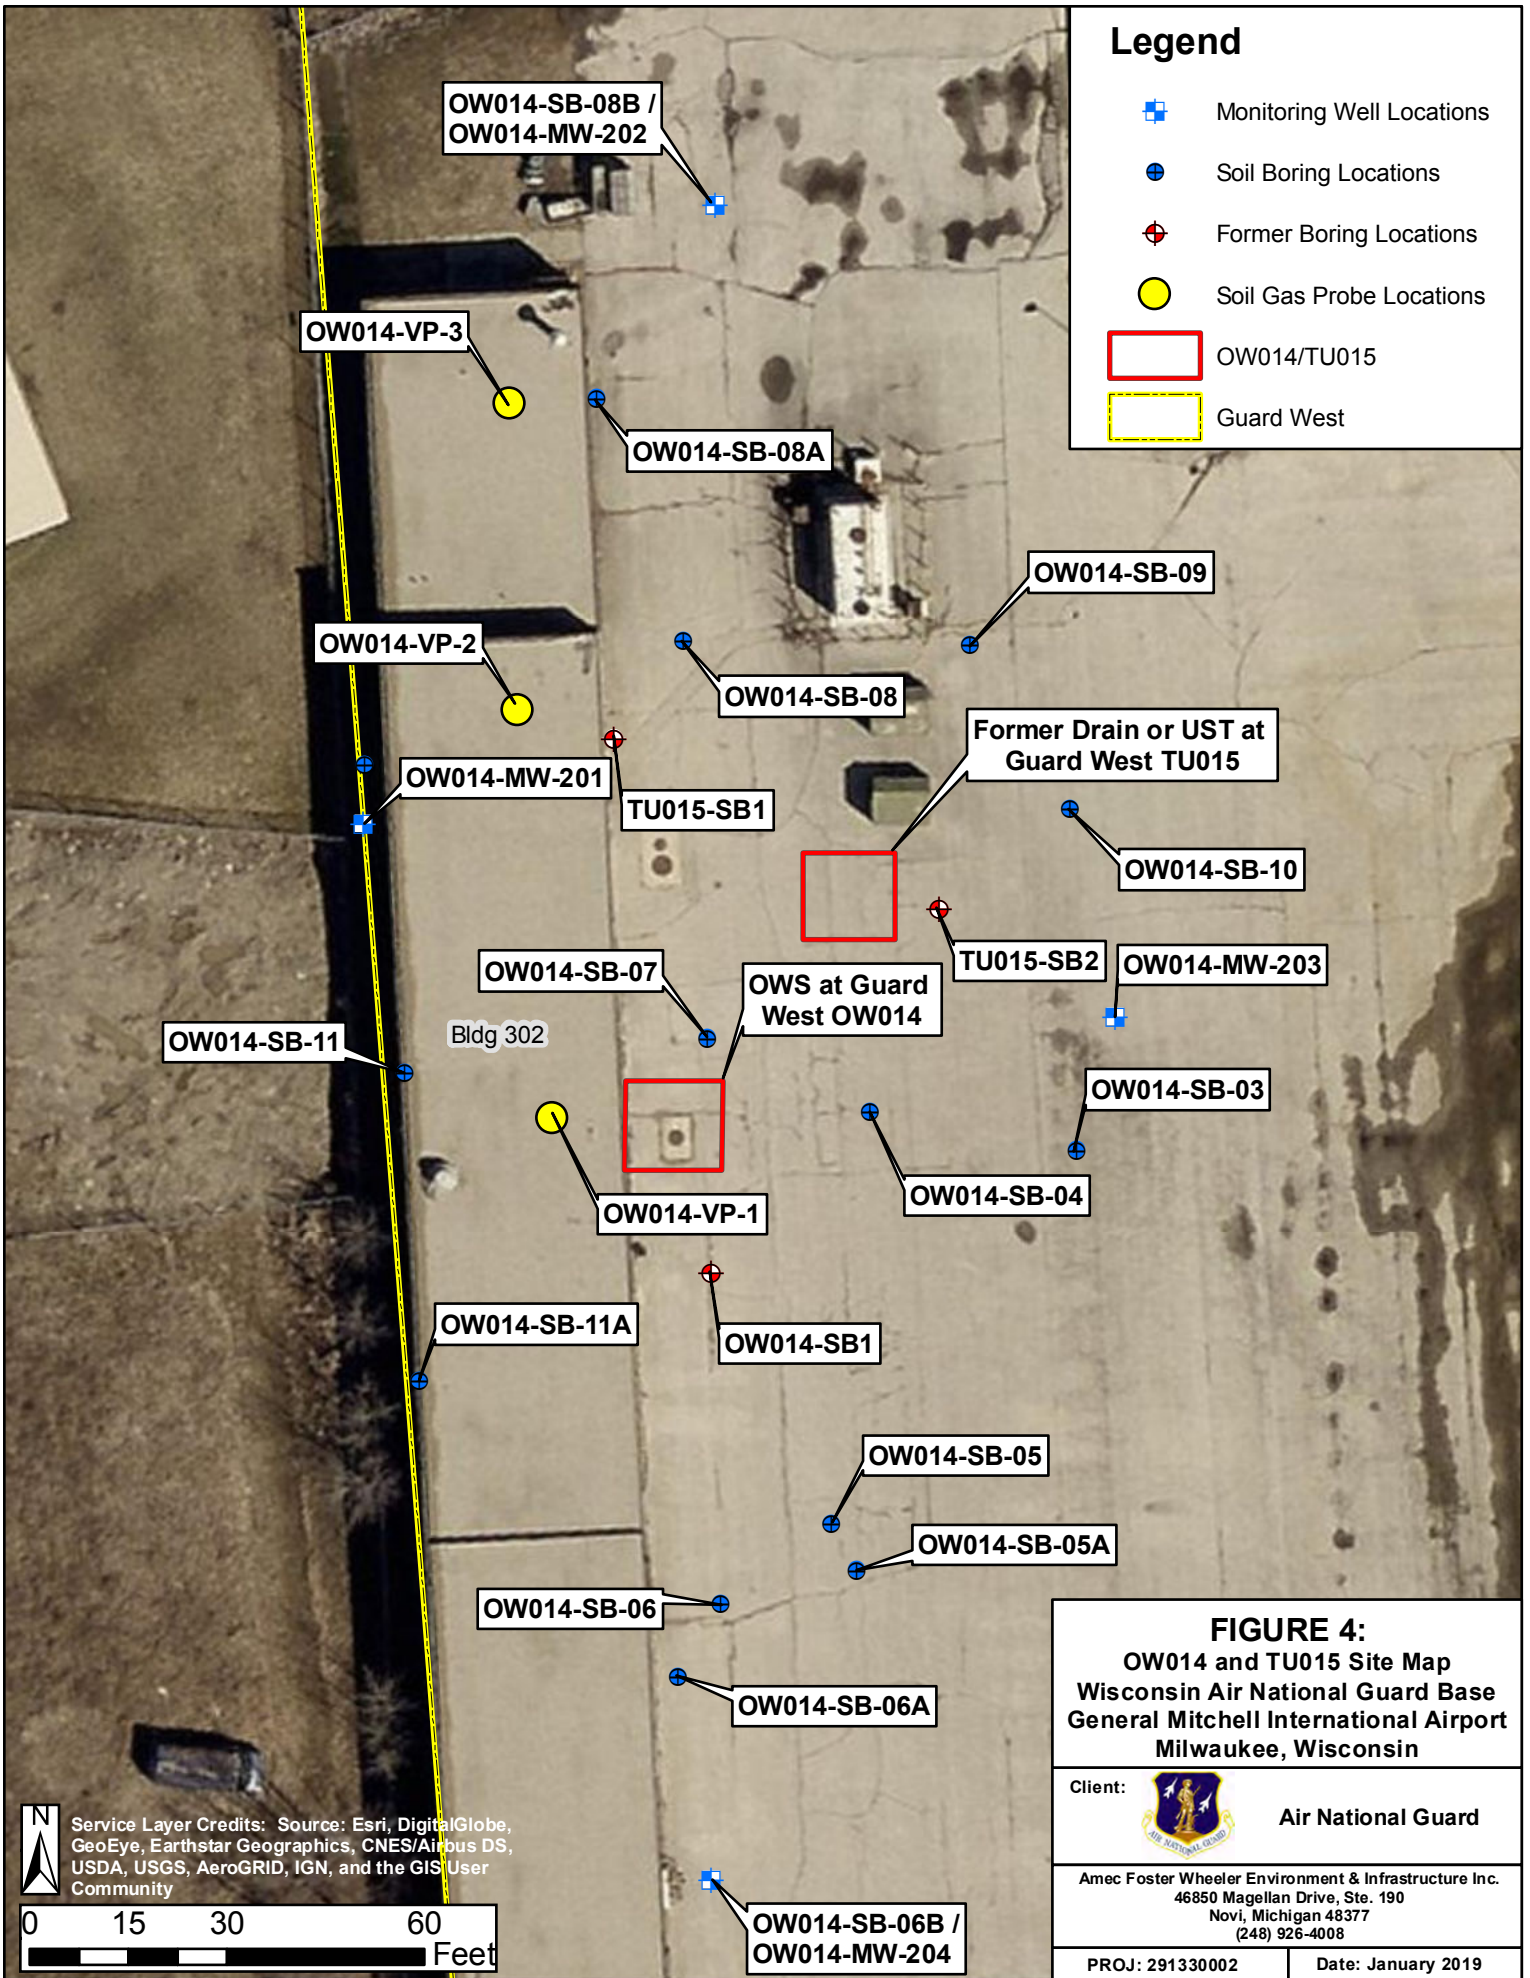 Legend
Monitoring Well Locations
Soil Boring Locations
Former Boring Locations
Soil Gas Probe Locations
OW014/TU015
Guard West
OW014-SB-08B /
OW014-MW-202
OW014-VP-3
OW014-SB-08A
OW014-SB-09
OW014-VP-2
OW014-SB-08
Former Drain or UST at
Guard West TU015
OW014-MW-201
TU015-SB1
OW014-SB-10
TU015-SB2
OW014-MW-203
OW014-SB-07
OWS at Guard
West OW014
Bldg 302
OW014-SB-11
OW014-SB-03
OW014-SB-04
OW014-VP-1
OW014-SB-11A
OW014-SB1
OW014-SB-05
OW014-SB-05A
OW014-SB-06
OW014-SB-06A
OW014-SB-06B /
OW014-MW-204
N
Service Layer Credits: Source: Esri, DigitalGlobe,
GeoEye, Earthstar Geographics, CNES/Airbus DS,
USDA, USGS, AeroGRID, IGN, and the GIS User
Community
0 15 30 60
Feet
FIGURE 4:
OW014 and TU015 Site Map
Wisconsin Air National Guard Base
General Mitchell International Airport
Milwaukee, Wisconsin
Client:
AIR NATIONAL GUARD
Air National Guard
Amec Foster Wheeler Environment & Infrastructure Inc.
46850 Magellan Drive, Ste. 190
Novi, Michigan 48377
(248) 926-4008
PROJ: 291330002
Date: January 2019